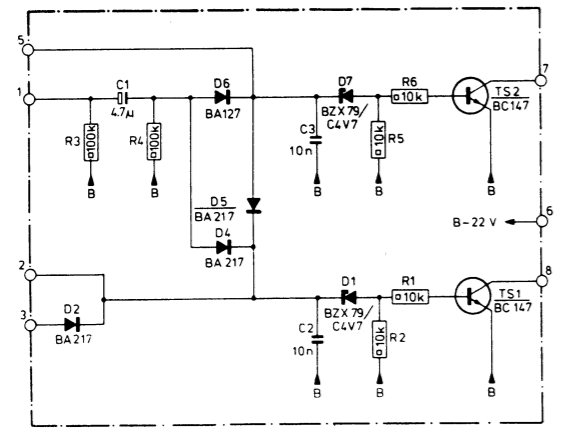 5
1
C1
4.7µ
D6
BA127
D7
BZX79/
C4V7
R6
10k
TS2
BC147
7
R3
100k
R4
100k
C3
10n
R5
10k
B
B
B
B
B
D5
BA217
D4
BA217
B-22V
6
2
3
D2
BA217
D1
BZX79/
C4V7
R1
10k
TS1
BC147
8
C2
10n
R2
10k
B
B
B